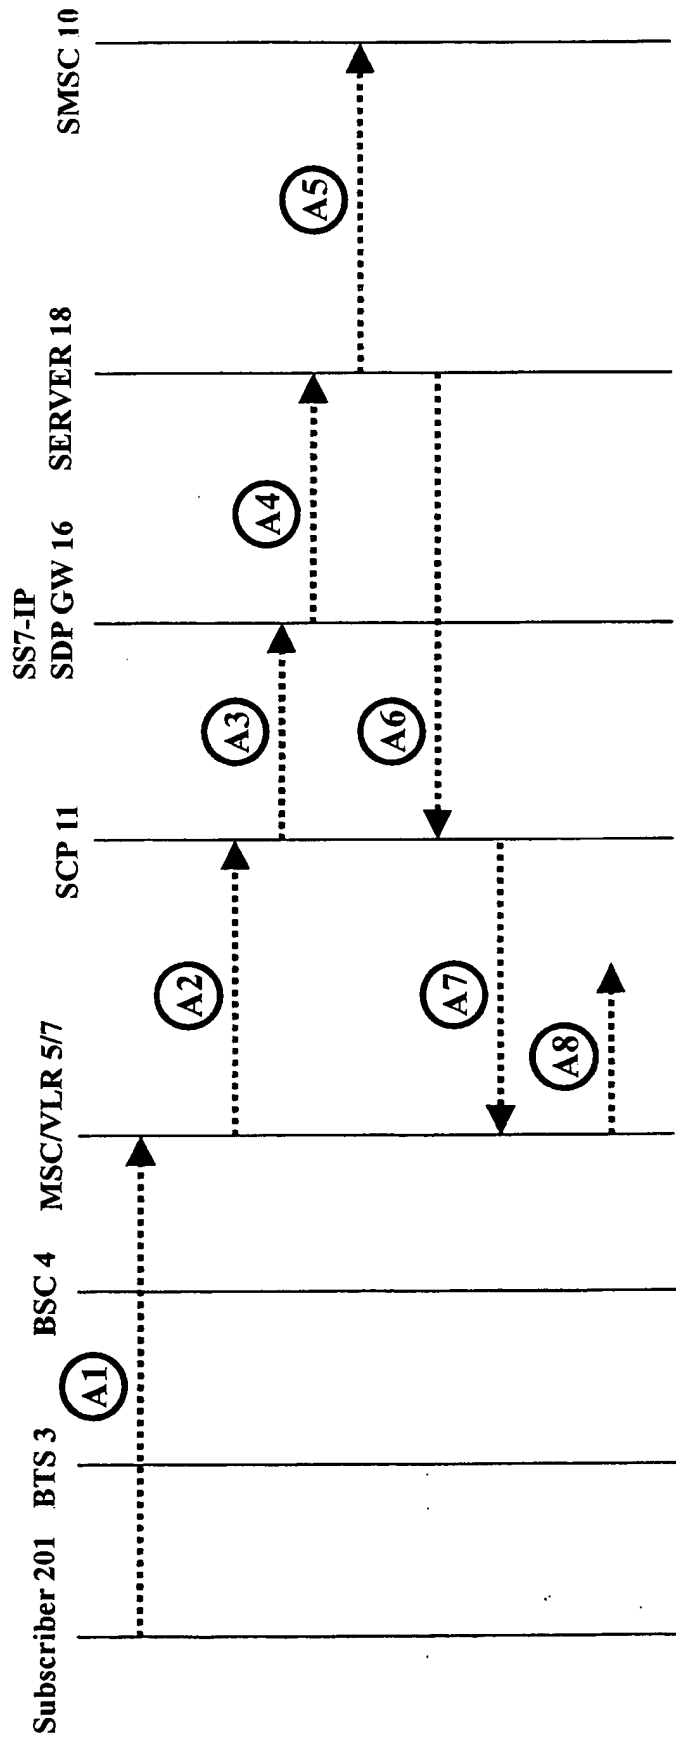 Subscriber 201
BTS 3
BSC 4
MSC/VLR 5/7
SCP 11
SS7-IP
SDP GW 16
SERVER 18
SMSC 10
A1
A2
A3
A4
A5
A6
A7
A8